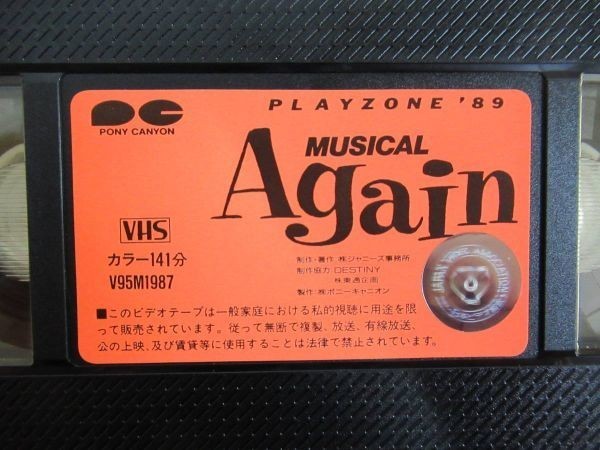 PLAYZONE '89
PONY CANYON
MUSICAL
Again
VHS
カラー141分
V95M1987
制作・著作 ㈱ジャニーズ事務所
制作協力 DESTINY
㈱東通企画
製作:㈱ポニーキャニオン
■このビデオテープは一般家庭における私的視聴に用途を限
って販売されています。従って無断で複製、放送、有線放送、
公の上映、及び賃貸等に使用することは法律で禁止されています。
JAPAN VIDEO ASSOCIATION